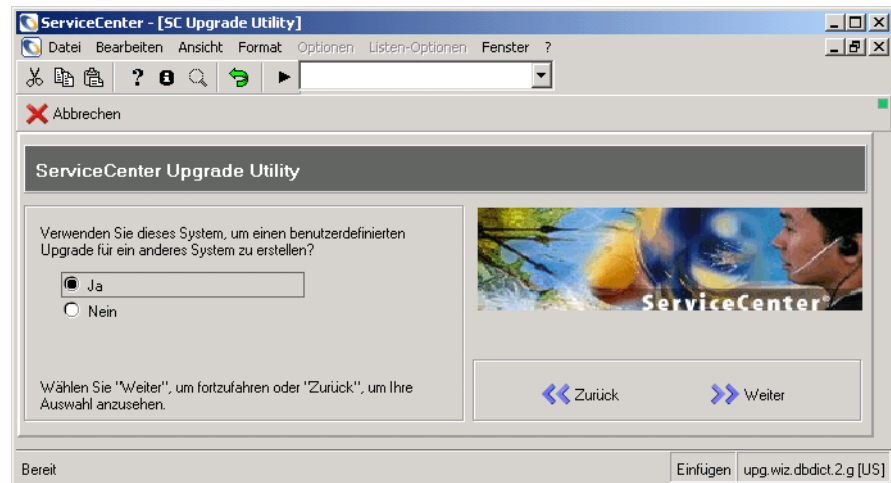 ServiceCenter - [SC Upgrade Utility]
Datei Bearbeiten Ansicht Format Optionen Listen-Optionen Fenster ?
Abbrechen
ServiceCenter Upgrade Utility
Verwenden Sie dieses System, um einen benutzerdefinierten
Upgrade für ein anderes System zu erstellen?
Ja
Nein
Wählen Sie "Weiter", um fortzufahren oder "Zurück", um Ihre
Auswahl anzusehen.
ServiceCenter®
Zurück Weiter
Bereit Einfügen upg.wiz.dbdict.2.g [US]